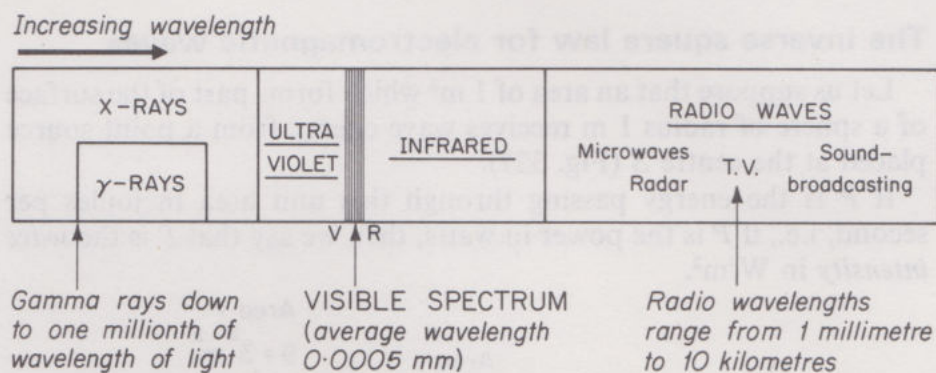 Increasing wavelength
X-RAYS
γ-RAYS
ULTRA
VIOLET
V R
INFRARED
RADIO WAVES
Microwaves
Radar
T.V.
Sound-
broadcasting
Gamma rays down
to one millionth of
wavelength of light
VISIBLE SPECTRUM
(average wavelength
0·0005 mm)
Radio wavelengths
range from 1 millimetre
to 10 kilometres